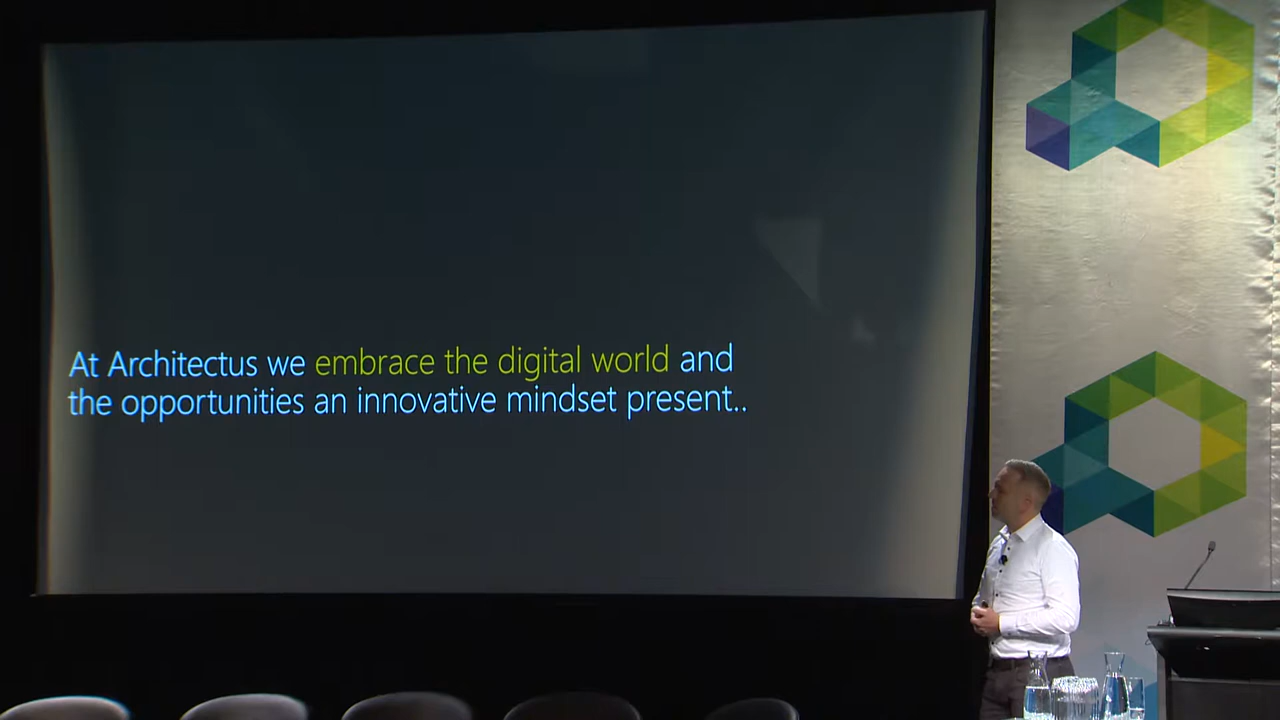 At Architectus we embrace the digital world and
the opportunities an innovative mindset present..